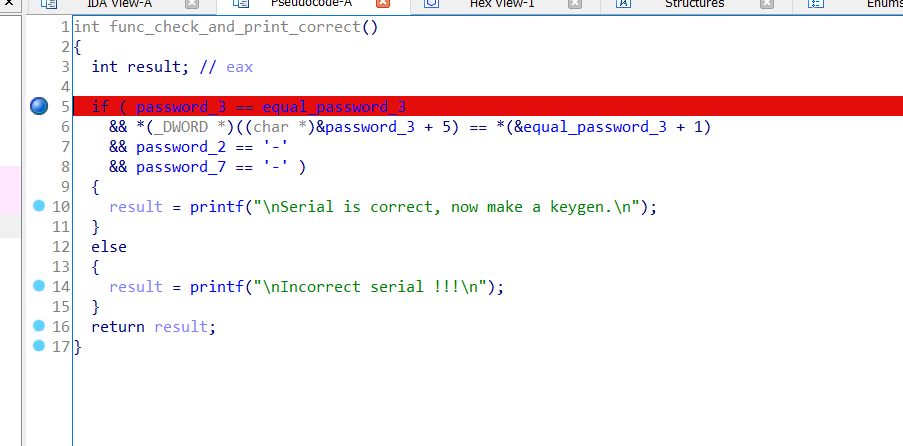 IDA View-A Pseudocode-A Hex View-1 Structures Enums
1 int func_check_and_print_correct()
2 {
3 int result; // eax
4
5 if ( password_3 == equal_password_3
6 && *(_DWORD *)((char *)&password_3 + 5) == *(&equal_password_3 + 1)
7 && password_2 == '-'
8 && password_7 == '-' )
9 {
10 result = printf("\nSerial is correct, now make a keygen.\n");
11 }
12 else
13 {
14 result = printf("\nIncorrect serial !!!\n");
15 }
16 return result;
17 }